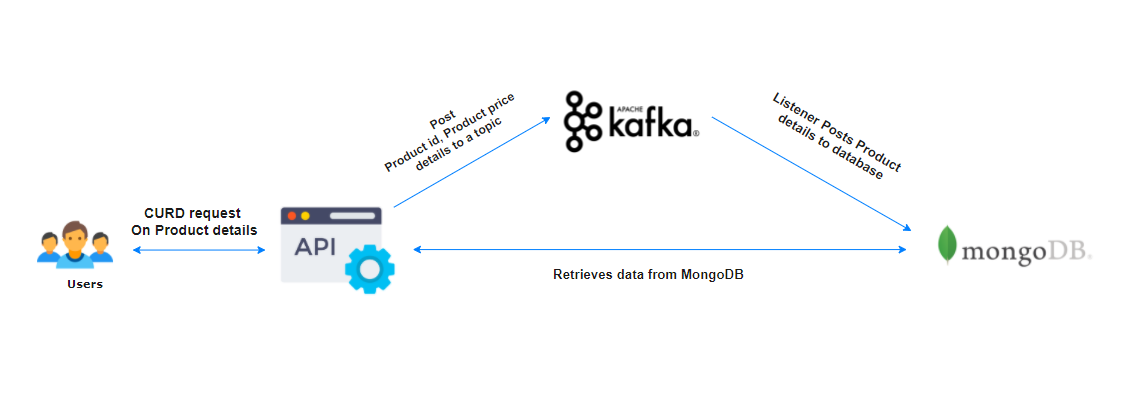 Post
Product id, Product price
details to a topic
APACHE
kafka®
Listener Posts Product
details to database
CURD request
On Product details
API
Users
Retrieves data from MongoDB
mongoDB®